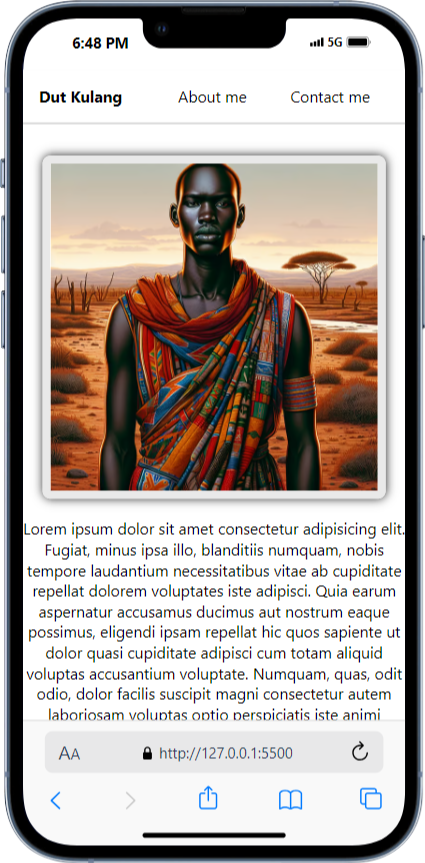 6:48 PM 5G
Dut Kulang About me Contact me
Lorem ipsum dolor sit amet consectetur adipisicing elit.
Fugiat, minus ipsa illo, blanditiis numquam, nobis
tempore laudantium necessitatibus vitae ab cupiditate
repellat dolorem voluptates iste adipisci. Quia earum
aspernatur accusamus ducimus aut nostrum eaque
possimus, eligendi ipsam repellat hic quos sapiente ut
dolor quasi cupiditate adipisci cum totam aliquid
voluptas accusantium voluptate. Numquam, quas, odit
odio, dolor facilis suscipit magni consectetur autem
laboriosam voluptas optio perspiciatis iste animi
AA http://127.0.0.1:5500